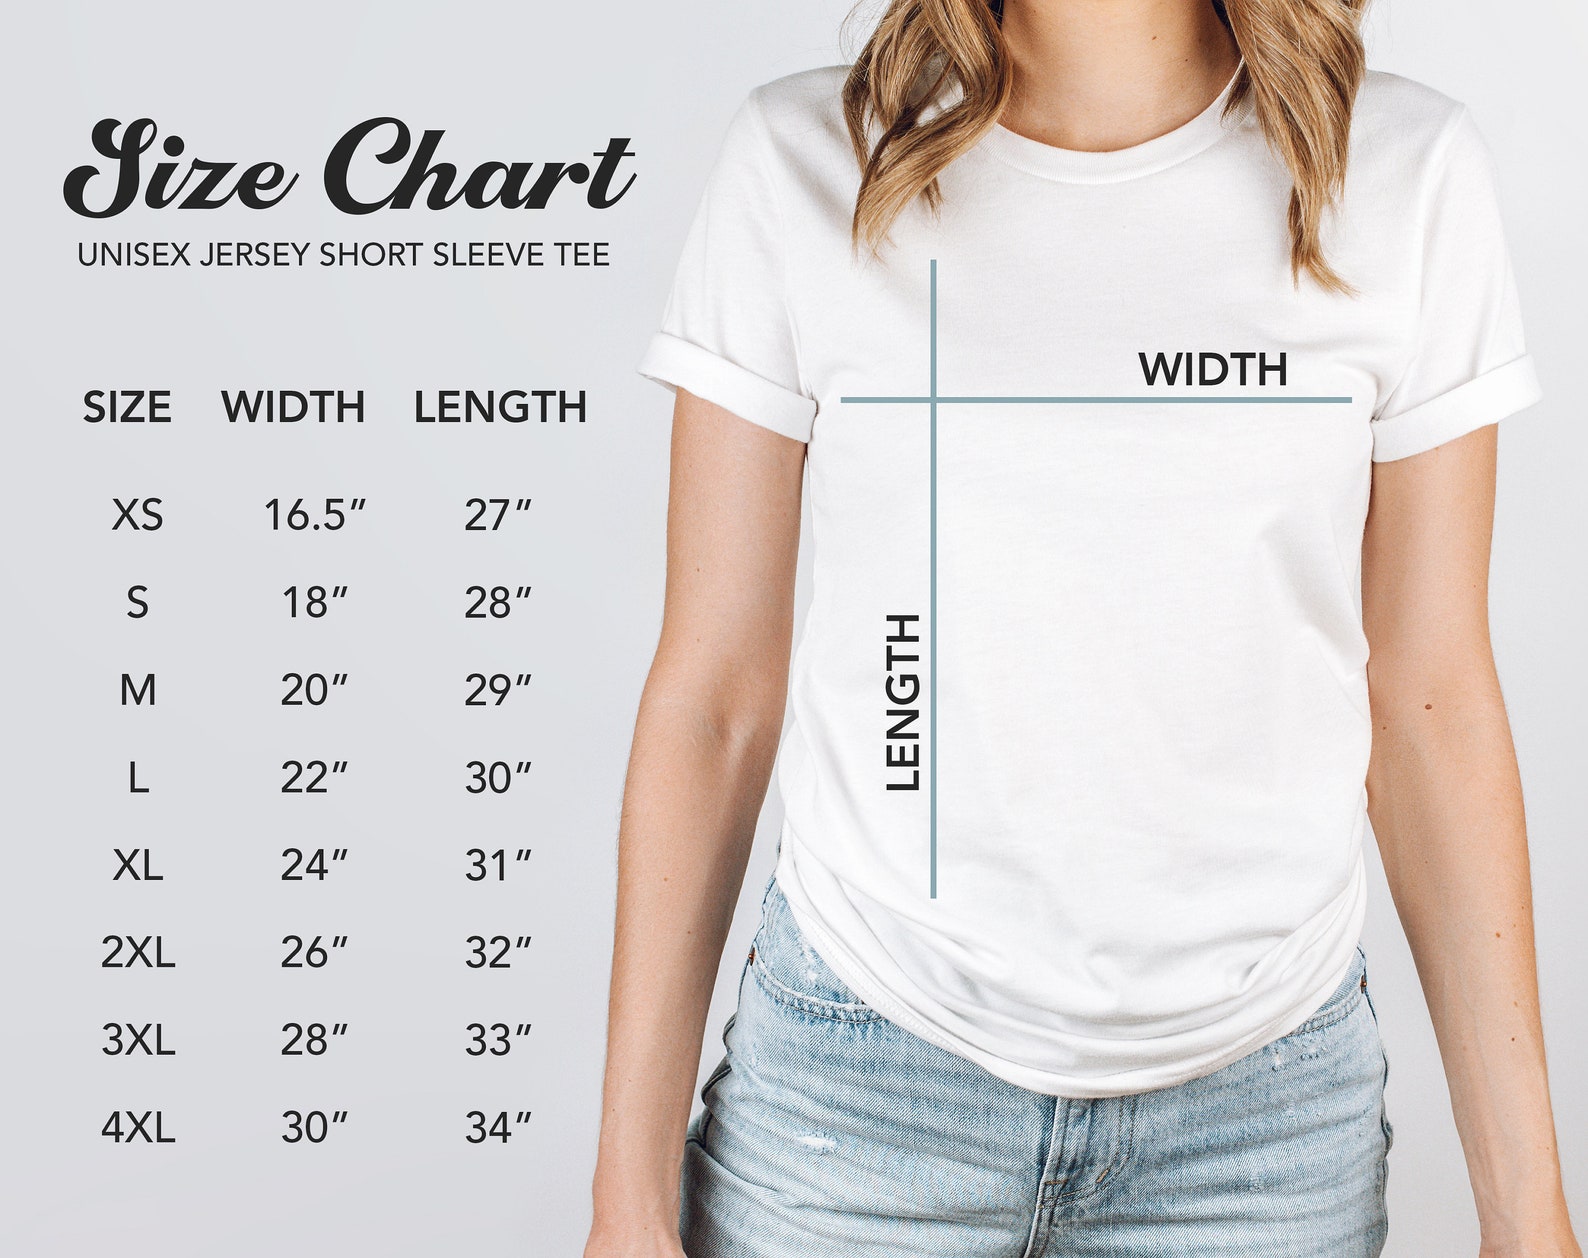 Size Chart
UNISEX JERSEY SHORT SLEEVE TEE
SIZE WIDTH LENGTH
XS 16.5” 27”
S 18” 28”
M 20” 29”
L 22” 30”
XL 24” 31”
2XL 26” 32”
3XL 28” 33”
4XL 30” 34”
WIDTH
LENGTH